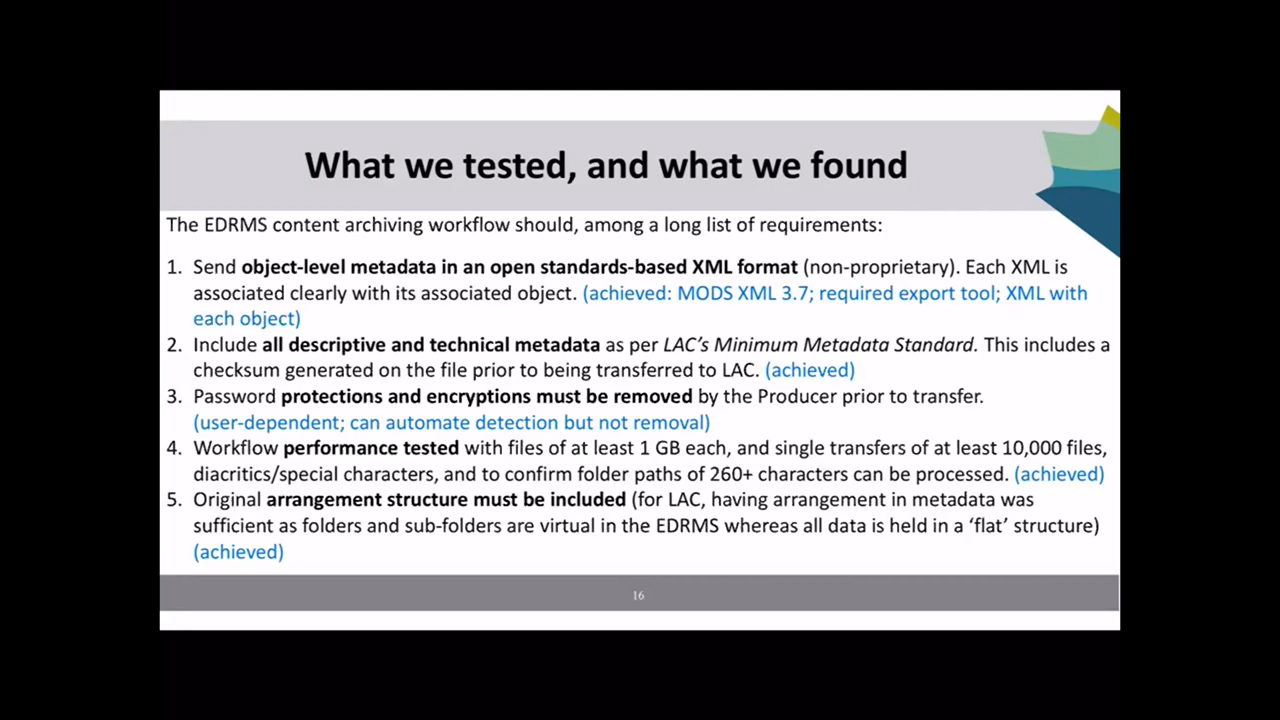 What we tested, and what we found
The EDRMS content archiving workflow should, among a long list of requirements:
1. Send object-level metadata in an open standards-based XML format (non-proprietary). Each XML is
associated clearly with its associated object. (achieved: MODS XML 3.7; required export tool; XML with
each object)
2. Include all descriptive and technical metadata as per LAC’s Minimum Metadata Standard. This includes a
checksum generated on the file prior to being transferred to LAC. (achieved)
3. Password protections and encryptions must be removed by the Producer prior to transfer.
(user-dependent; can automate detection but not removal)
4. Workflow performance tested with files of at least 1 GB each, and single transfers of at least 10,000 files,
diacritics/special characters, and to confirm folder paths of 260+ characters can be processed. (achieved)
5. Original arrangement structure must be included (for LAC, having arrangement in metadata was
sufficient as folders and sub-folders are virtual in the EDRMS whereas all data is held in a ‘flat’ structure)
(achieved)
16